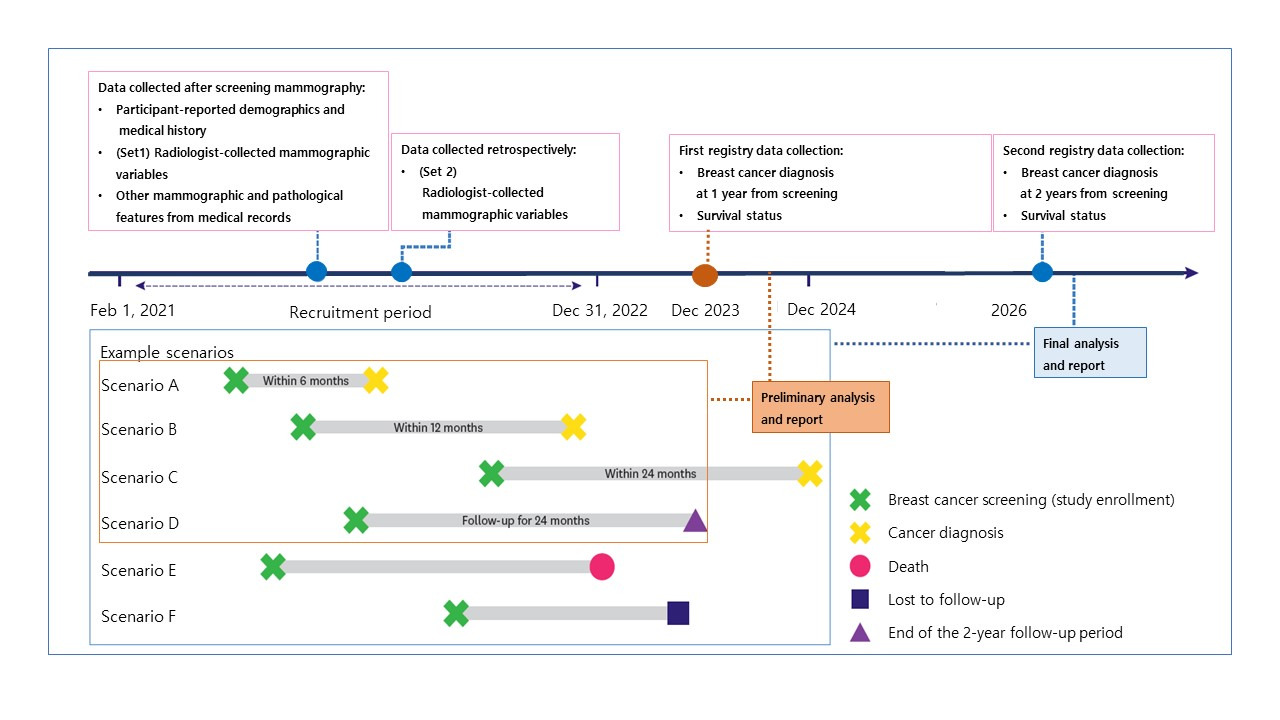 Data collected after screening mammography:
• Participant-reported demographics and
medical history
• (Set1) Radiologist-collected mammographic
variables
• Other mammographic and pathological
features from medical records
Data collected retrospectively:
• (Set 2)
Radiologist-collected
mammographic variables
First registry data collection:
• Breast cancer diagnosis
at 1 year from screening
• Survival status
Second registry data collection:
• Breast cancer diagnosis
at 2 years from screening
• Survival status
Feb 1, 2021
Recruitment period
Dec 31, 2022
Dec 2023
Dec 2024
2026
Final analysis
and report
Example scenarios
Scenario A
Within 6 months
Preliminary analysis
and report
Scenario B
Within 12 months
Scenario C
Within 24 months
Scenario D
Follow-up for 24 months
Scenario E
Scenario F
Breast cancer screening (study enrollment)
Cancer diagnosis
Death
Lost to follow-up
End of the 2-year follow-up period